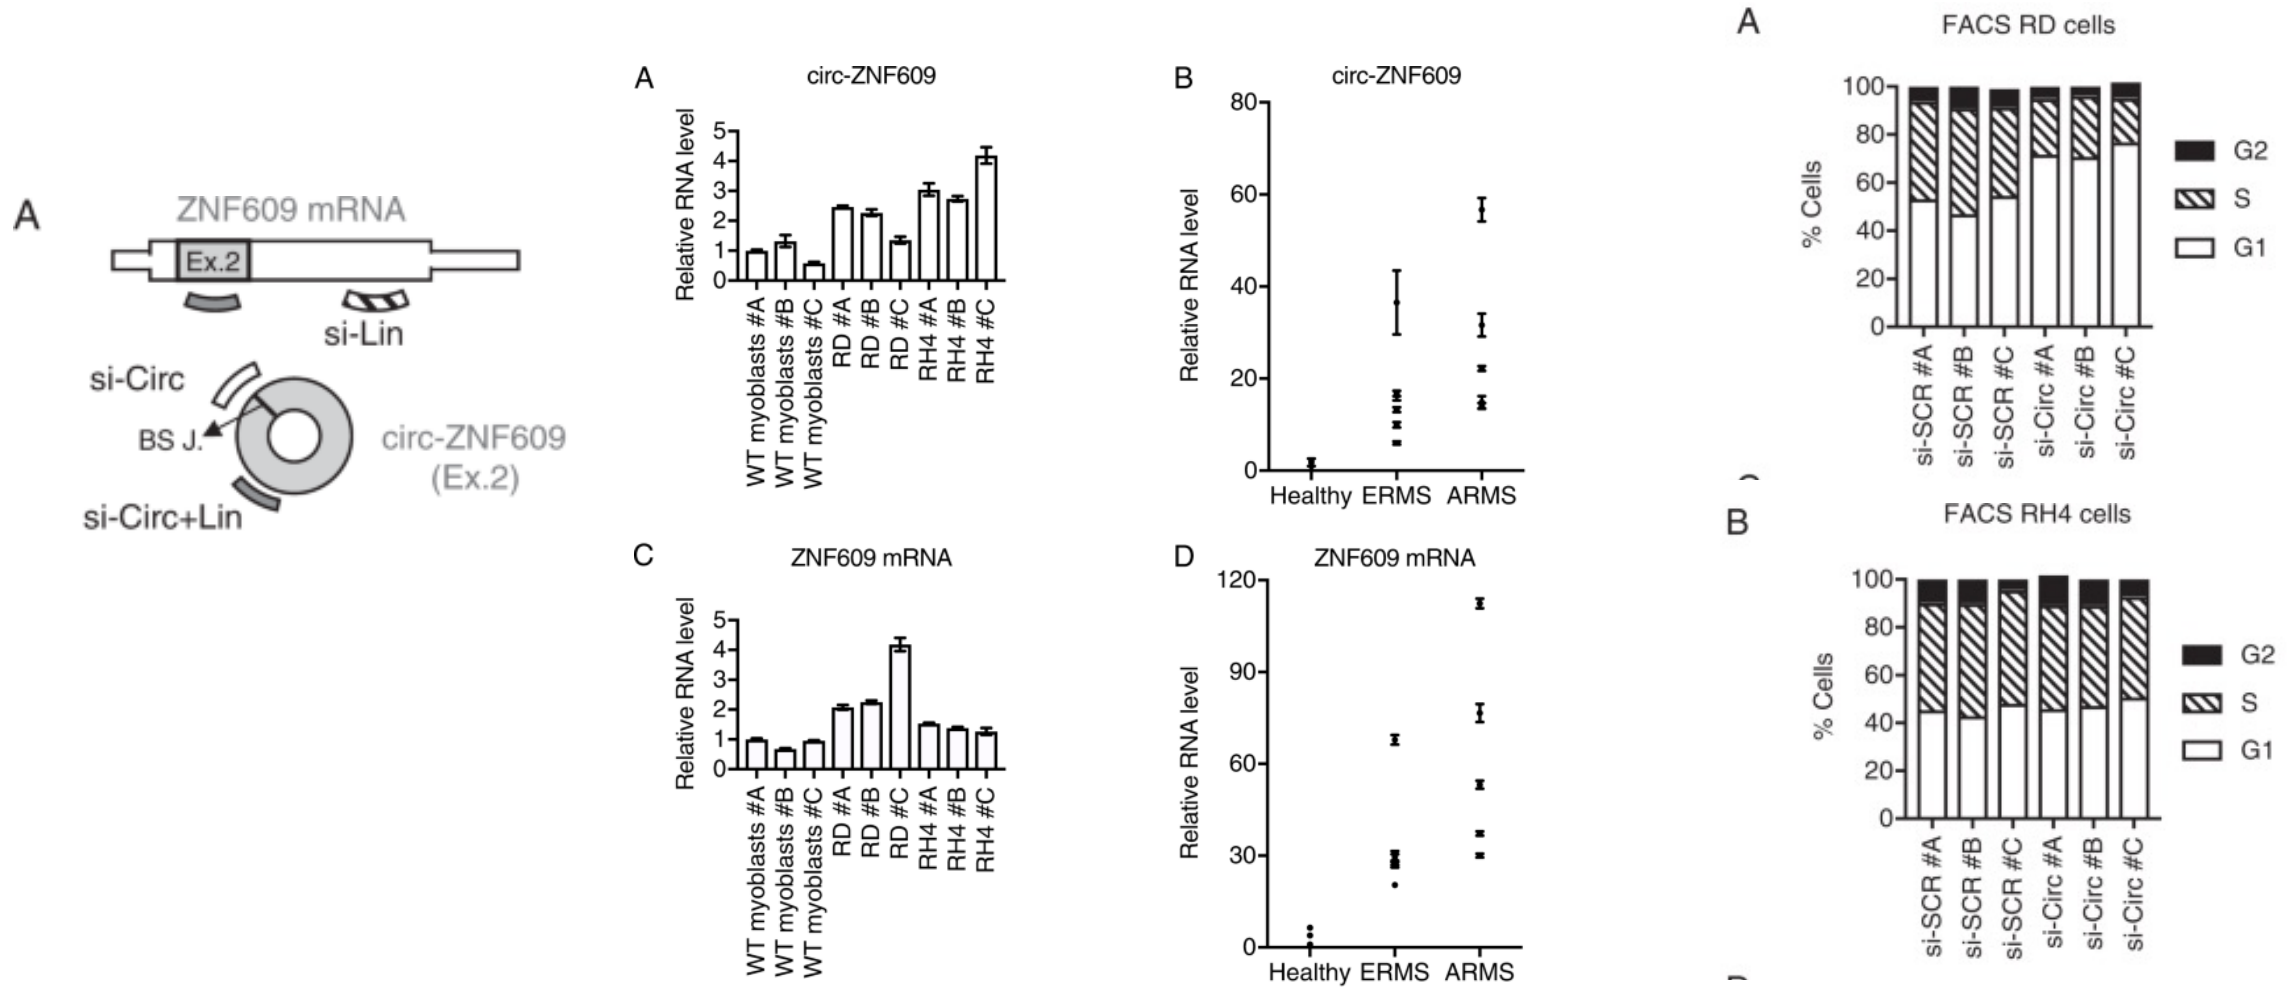 A
ZNF609 mRNA
Ex.2
si-Lin
si-Circ
BS J.
circ-ZNF609
(Ex.2)
si-Circ+Lin
A
circ-ZNF609
Relative RNA level
5
4
3
2
1
0
WT myoblasts #A
WT myoblasts #B
WT myoblasts #C
RD #A
RD #B
RD #C
RH4 #A
RH4 #B
RH4 #C
B
circ-ZNF609
Relative RNA level
80
60
40
20
0
Healthy ERMS ARMS
C
ZNF609 mRNA
Relative RNA level
5
4
3
2
1
0
WT myoblasts #A
WT myoblasts #B
WT myoblasts #C
RD #A
RD #B
RD #C
RH4 #A
RH4 #B
RH4 #C
D
ZNF609 mRNA
Relative RNA level
120
90
60
30
0
Healthy ERMS ARMS
A
FACS RD cells
% Cells
100
80
60
40
20
0
si-SCR #A
si-SCR #B
si-SCR #C
si-Circ #A
si-Circ #B
si-Circ #C
G2
S
G1
B
FACS RH4 cells
% Cells
100
80
60
40
20
0
si-SCR #A
si-SCR #B
si-SCR #C
si-Circ #A
si-Circ #B
si-Circ #C
G2
S
G1